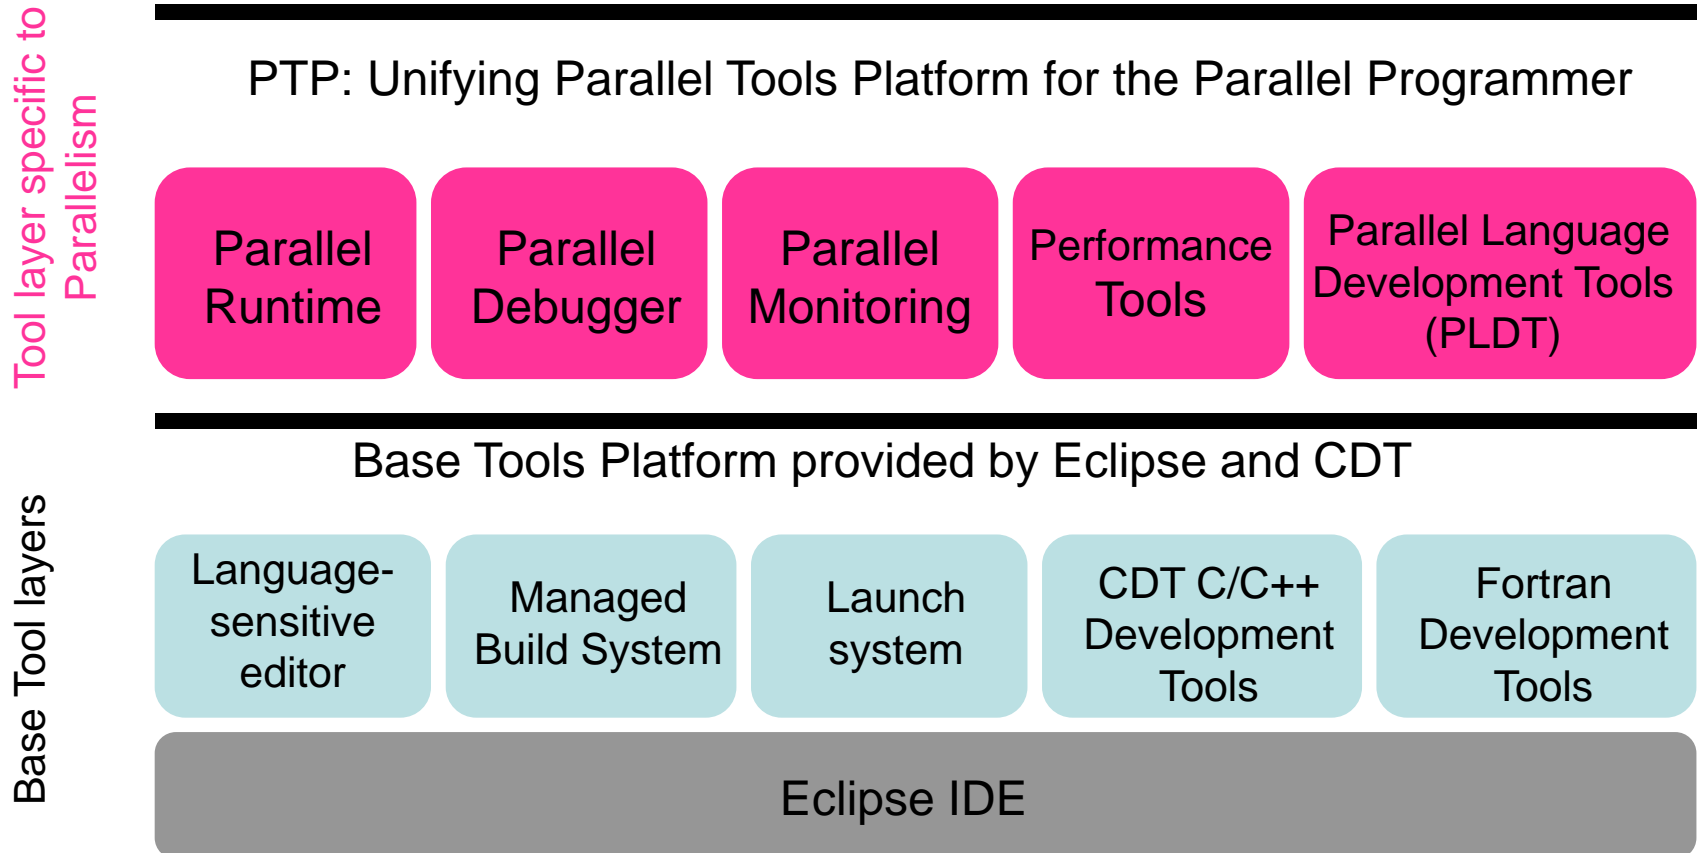 Tool layer specific to
Parallelism
PTP: Unifying Parallel Tools Platform for the Parallel Programmer
Parallel
Runtime
Parallel
Debugger
Parallel
Monitoring
Performance
Tools
Parallel Language
Development Tools
(PLDT)
Base Tool layers
Base Tools Platform provided by Eclipse and CDT
Language-
sensitive
editor
Managed
Build System
Launch
system
CDT C/C++
Development
Tools
Fortran
Development
Tools
Eclipse IDE